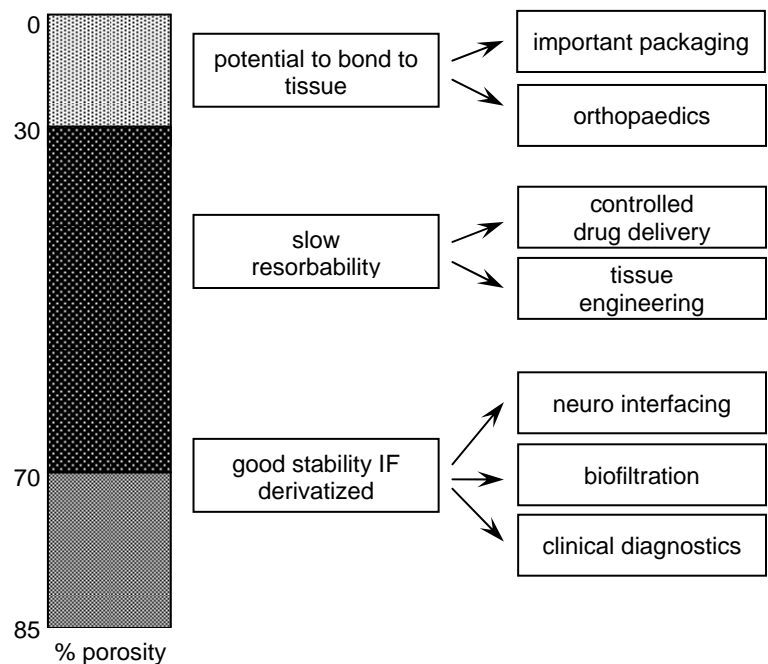 0
30
70
85
% porosity
potential to bond to
tissue
important packaging
orthopaedics
slow
resorbability
controlled
drug delivery
tissue
engineering
good stability IF
derivatized
neuro interfacing
biofiltration
clinical diagnostics